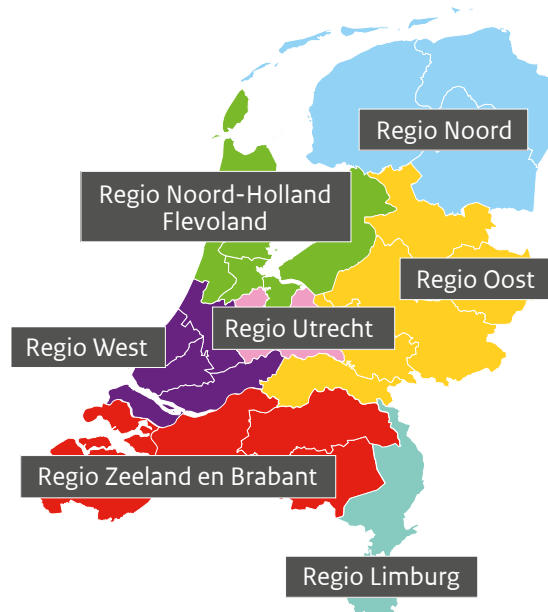 Regio Noord
Regio Noord-Holland
Flevoland
Regio Oost
Regio Utrecht
Regio West
Regio Zeeland en Brabant
Regio Limburg